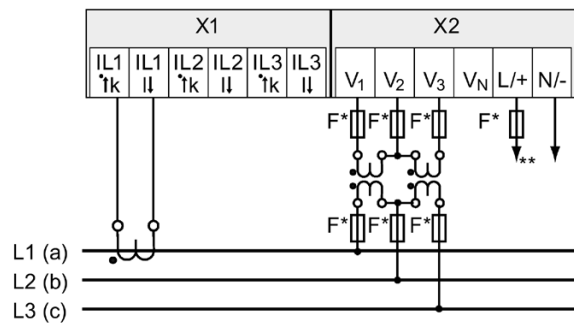 X1 X2
IL1 IL1 IL2 IL2 IL3 IL3 V1 V2 V3 VN L/+ N/-
k l k l k l
F* F* F* F*
**
F* F* F*
L1 (a)
L2 (b)
L3 (c)